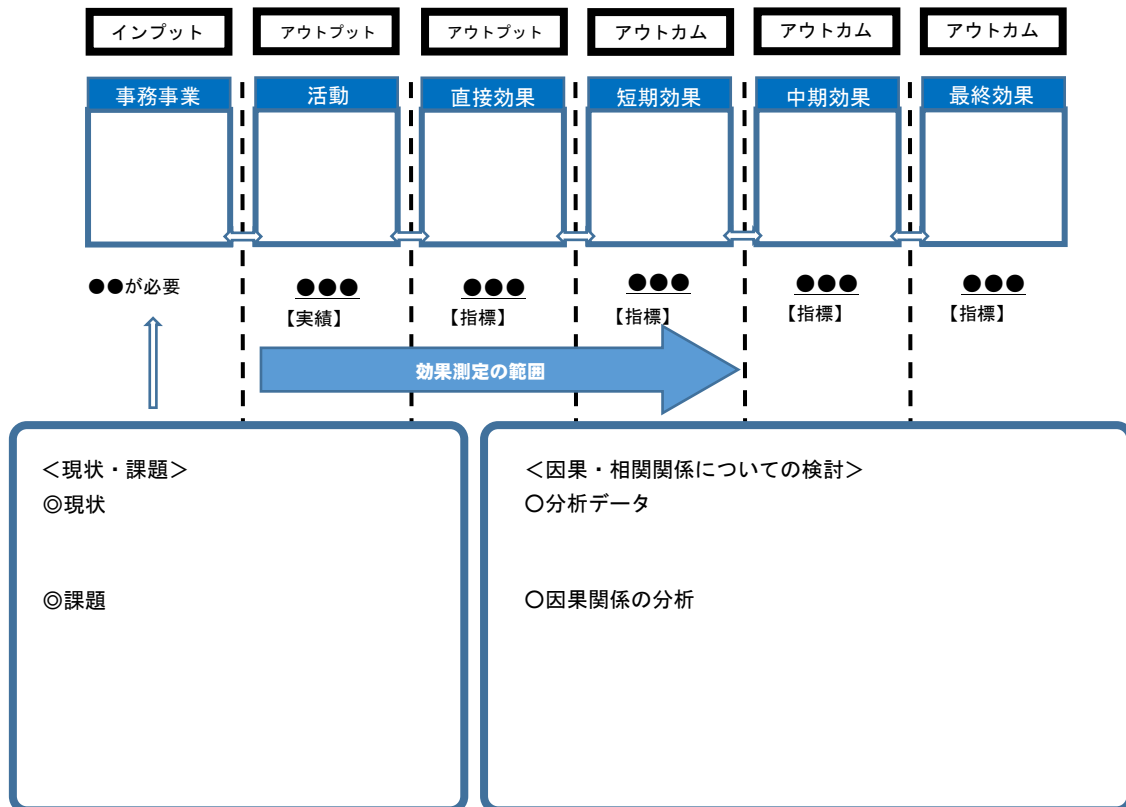 インプット アウトプット アウトプット アウトカム アウトカム アウトカム
事務事業 活動 直接効果 短期効果 中期効果 最終効果
●●が必要 ●●● ●●● ●●● ●●● ●●●
【実績】 【指標】 【指標】 【指標】 【指標】
効果測定の範囲
＜現状・課題＞
◎現状
◎課題
＜因果・相関関係についての検討＞
〇分析データ
〇因果関係の分析